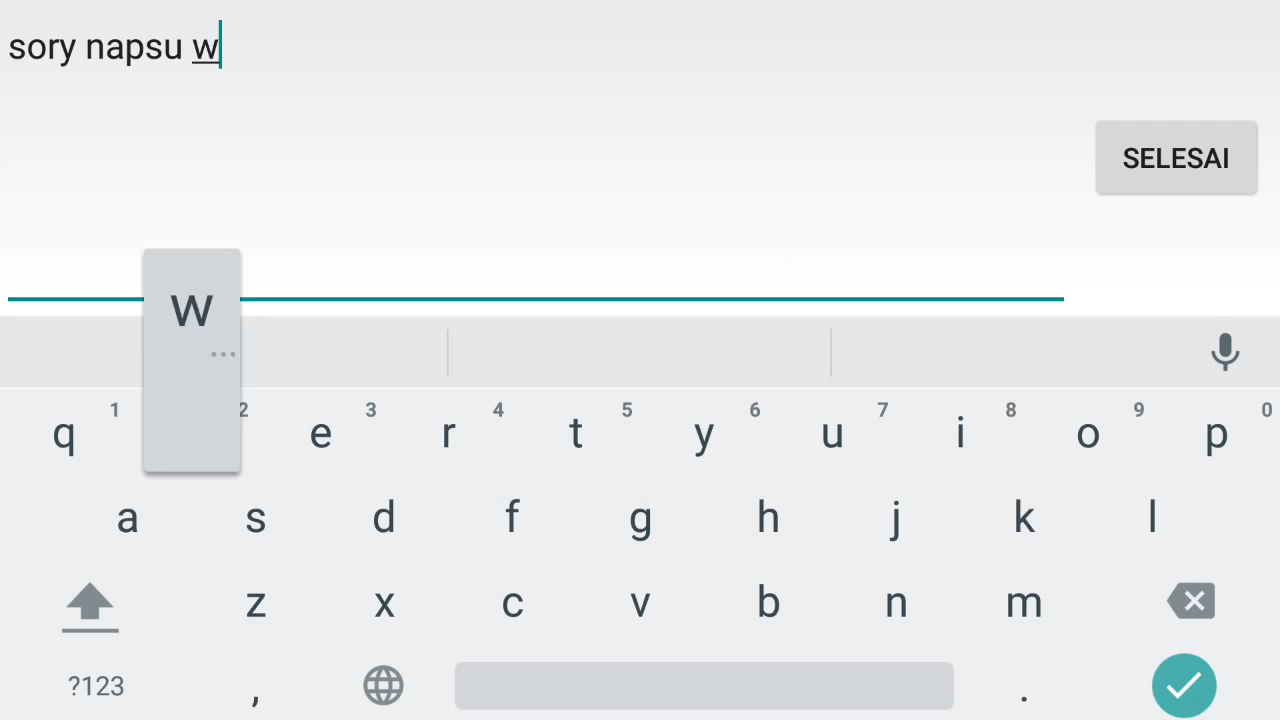 sory napsu w
SELESAI
w
q 1 2 e 3 r 4 t 5 y 6 u 7 i 8 o 9 p 0
a s d f g h j k l
z x c v b n m
?123 , .